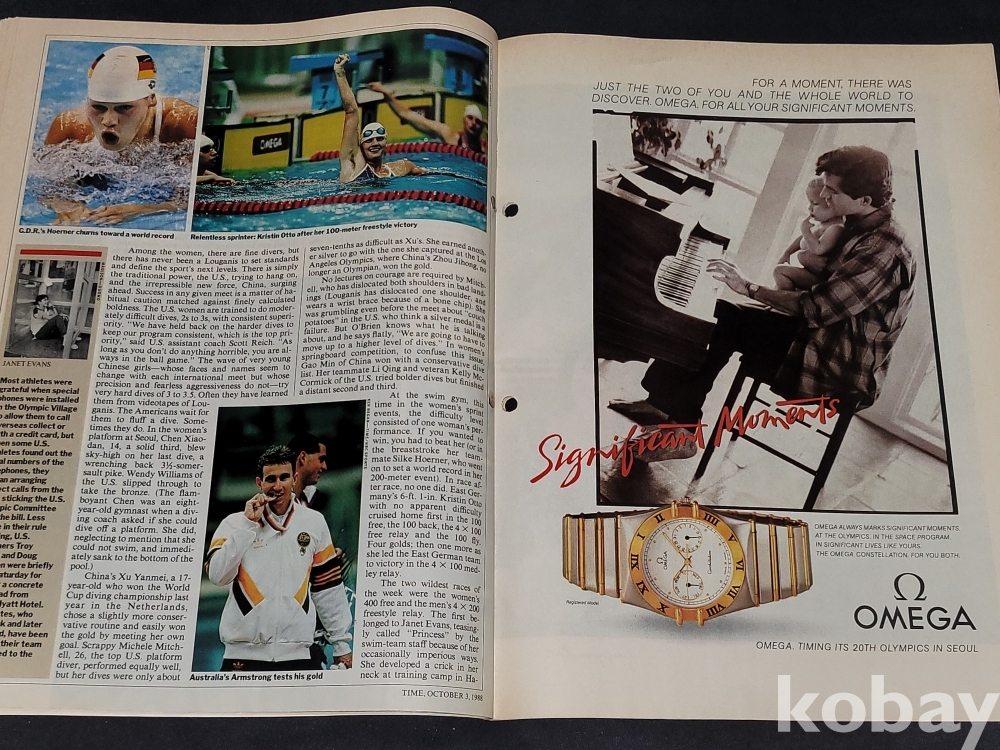 G.D.R.'s Hoerner churns toward a world record
Relentless sprinter: Kristin Otto after her 100-meter freestyle victory
JANET EVANS
Most athletes were
grateful when special
phones were installed
in the Olympic Village
to allow them to call
overseas collect or
with a credit card, but
when some U.S.
athletes found out the
numbers of the
phones, they
an arranging
calls from the
sticking the U.S.
Committee
the bill. Less
in their rule
U.S.
Troy
and Doug
were briefly
Saturday for
a concrete
from
Hyatt Hotel.
who
and later
have been
their team
to the
Among the women, there are fine divers, but
there has never been a Louganis to set standards
and define the sport's next levels. There is simply
the traditional power, the U.S., trying to hang on,
and the irrepressible new force, China, surging
ahead. Success in any given meet is a matter of ha-
bitual caution matched against finely calculated
boldness. The U.S. women are trained to do moder-
ately difficult dives, 2s to 3s, with consistent superi-
ority. "We have held back on the harder dives to
keep our program consistent, which is the top pri-
ority," said U.S. assistant coach Scott Reich. "As
long as you don't do anything horrible, you are al-
ways in the ball game." The wave of very young
Chinese girls—whose faces and names seem to
change with each international meet but whose
precision and fearless aggressiveness do not—try
very hard dives of 3 to 3.5. Often they have learned
them from videotapes of Lou-
ganis. The Americans wait for
them to fluff a dive. Some-
times they do. In the women's
platform at Seoul, Chen Xiao-
dan, 14, a solid third, blew
sky-high on her last dive, a
wrenching back 3½-somer-
sault pike. Wendy Williams of
the U.S. slipped through to
take the bronze. (The flam-
boyant Chen was an eight-
year-old gymnast when a div-
ing coach asked if she could
dive off a platform. She did,
neglecting to mention that she
could not swim, and immedi-
ately sank to the bottom of the
pool.)
China's Xu Yanmei, a 17-
year-old who won the World
Cup diving championship last
year in the Netherlands,
chose a slightly more conser-
vative routine and easily won
the gold by meeting her own
goal. Scrappy Michele Mitch-
ell, 26, the top U.S. platform
diver, performed equally well,
but her dives were only about
seven-tenths as difficult as Xu's. She earned anoth-
er silver to go with the one she captured at the Los
Angeles Olympics, where China's Zhou Jihong, no
longer an Olympian, won the gold.
No lectures on courage are required by Mitch-
ell, who has dislocated both shoulders in bad land-
ings (Louganis has dislocated one shoulder, and
wears a wrist brace because of a bone chip). She
was grumbling even before the meet about "couch
potatoes" in the U.S. who think a silver medal is a
failure. But O'Brien knows what he is talking
about, and he says flatly, "We are going to have to
move up to a higher level of dives." In women's
springboard competition, to confuse this issue,
Gao Min of China won with a conservative dive
list. Her teammate Li Qing and veteran Kelly Mc-
Cormick of the U.S. tried bolder dives but finished
a distant second and third.
At the swim gym, this
time in the women's sprint
events, the difficulty level
consisted of one woman's per-
formance. If you wanted to
win, you had to beat her (or in
the breaststroke her team-
mate Silke Hoerner, who went
on to set a world record in her
200-meter event). In race af-
ter race, no one did. East Ger-
many's 6-ft. 1-in. Kristin Otto
with no apparent difficulty
cruised home first in the 100
free, the 100 back, the 4 × 100
free relay and the 100 fly.
Four golds; then one more as
she led the East German team
to victory in the 4 × 100 med-
ley relay.
The two wildest races of
the week were the women's
400 free and the men's 4 × 200
freestyle relay. The first be-
longed to Janet Evans, teasing-
ly called "Princess" by the
swim-team staff because of her
occasionally imperious ways.
She developed a crick in her
neck at training camp in Ha-
Australia's Armstrong tests his gold
TIME, OCTOBER 3, 1988
7
OMEGA
FOR A MOMENT, THERE WAS
JUST THE TWO OF YOU AND THE WHOLE WORLD TO
DISCOVER. OMEGA. FOR ALL YOUR SIGNIFICANT MOMENTS.
Significant Moments
Registered Model
OMEGA ALWAYS MARKS SIGNIFICANT MOMENTS.
AT THE OLYMPICS. IN THE SPACE PROGRAM.
IN SIGNIFICANT LIVES LIKE YOURS.
THE OMEGA CONSTELLATION. FOR YOU BOTH.
Ω
OMEGA
OMEGA. TIMING ITS 20TH OLYMPICS IN SEOUL
kobay